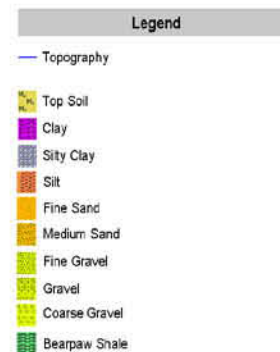 Legend
Topography
Top Soil
Clay
Silty Clay
Silt
Fine Sand
Medium Sand
Fine Gravel
Gravel
Coarse Gravel
Bearpaw Shale